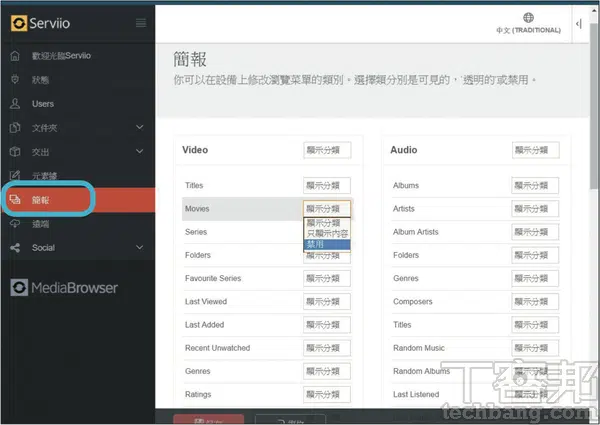 Serviio
中文 (TRADITIONAL)
歡迎光臨Serviio
狀態
Users
文件夾
交出
元素據
簡報
遠端
Social
MediaBrowser
簡報
你可以在設備上修改瀏覽菜單的類別。選擇類分別是可見的，'透明的'或禁用。
Video 顯示分類
Titles 顯示分類
Movies 顯示分類
顯示分類
只顯示內容
禁用
Series
Folders 顯示分類
Favourite Series 顯示分類
Last Viewed 顯示分類
Last Added 顯示分類
Recent Unwatched 顯示分類
Genres 顯示分類
Ratings 顯示分類
Audio 顯示分類
Albums 顯示分類
Artists 顯示分類
Album Artists 顯示分類
Folders 顯示分類
Genres 顯示分類
Composers 顯示分類
Titles 顯示分類
Random Music 顯示分類
Random Albums 顯示分類
Last Listened 顯示分類
T客邦
techbang.com